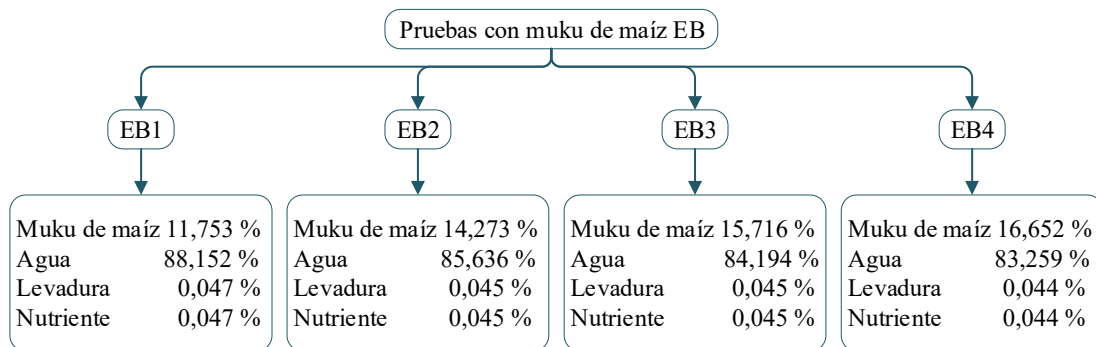 Pruebas con muku de maíz EB
EB1
EB2
EB3
EB4
Muku de maíz 11,753 %
Agua 88,152 %
Levadura 0,047 %
Nutriente 0,047 %
Muku de maíz 14,273 %
Agua 85,636 %
Levadura 0,045 %
Nutriente 0,045 %
Muku de maíz 15,716 %
Agua 84,194 %
Levadura 0,045 %
Nutriente 0,045 %
Muku de maíz 16,652 %
Agua 83,259 %
Levadura 0,044 %
Nutriente 0,044 %